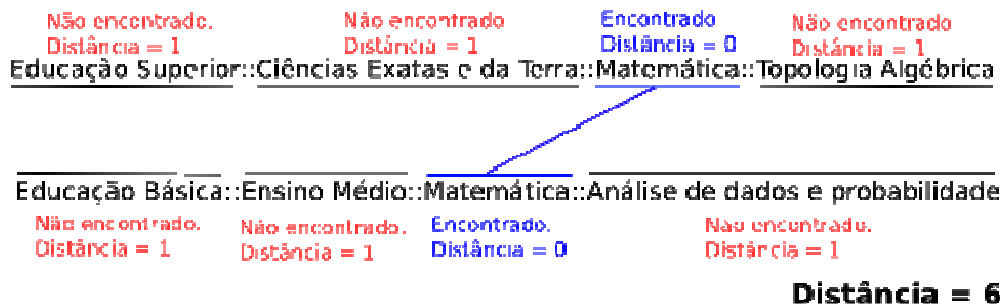 Não encontrado. Não encontrado Encontrado Não encontrado
Distância = 1 Distância = 1 Distância = 0 Distância = 1
Educação Superior::Ciências Exatas e da Terra::Matemática::Topologia Algébrica
Educação Básica::Ensino Médio::Matemática::Análise de dados e probabilidade
Não encontrado. Não encontrado. Encontrado. Não encontrado.
Distância = 1 Distância = 1 Distância = 0 Distância = 1
Distância = 6